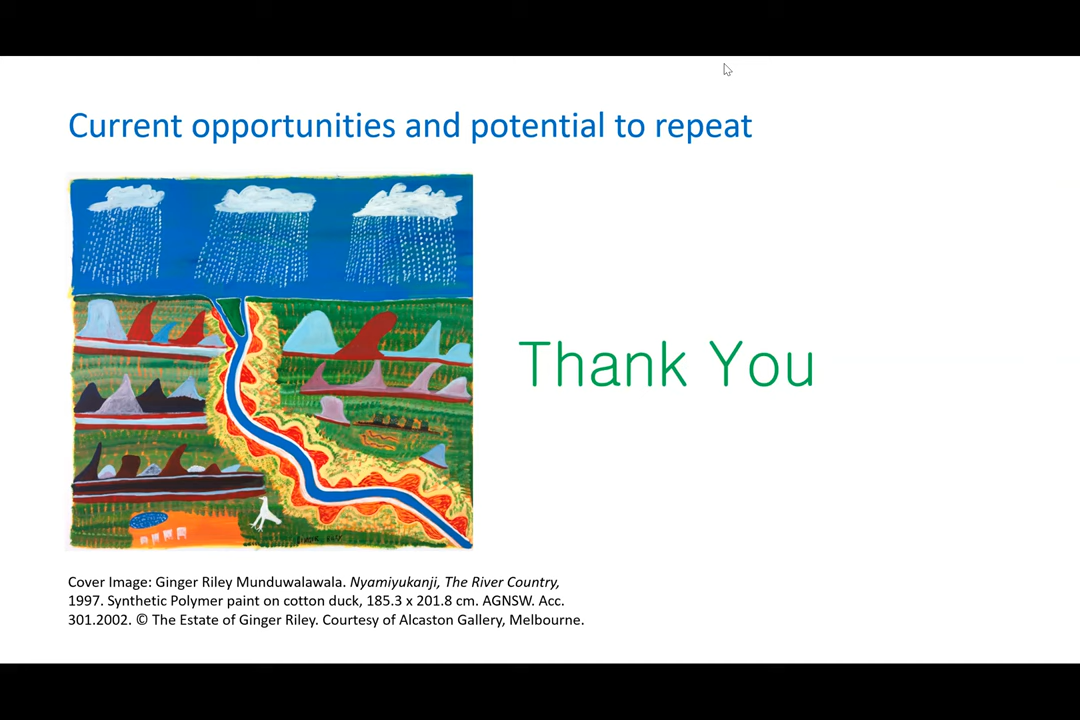 Current opportunities and potential to repeat
Thank You
Cover Image: Ginger Riley Munduwalawala. Nyamiyukanji, The River Country,
1997. Synthetic Polymer paint on cotton duck, 185.3 x 201.8 cm. AGNSW. Acc.
301.2002. © The Estate of Ginger Riley. Courtesy of Alcaston Gallery, Melbourne.